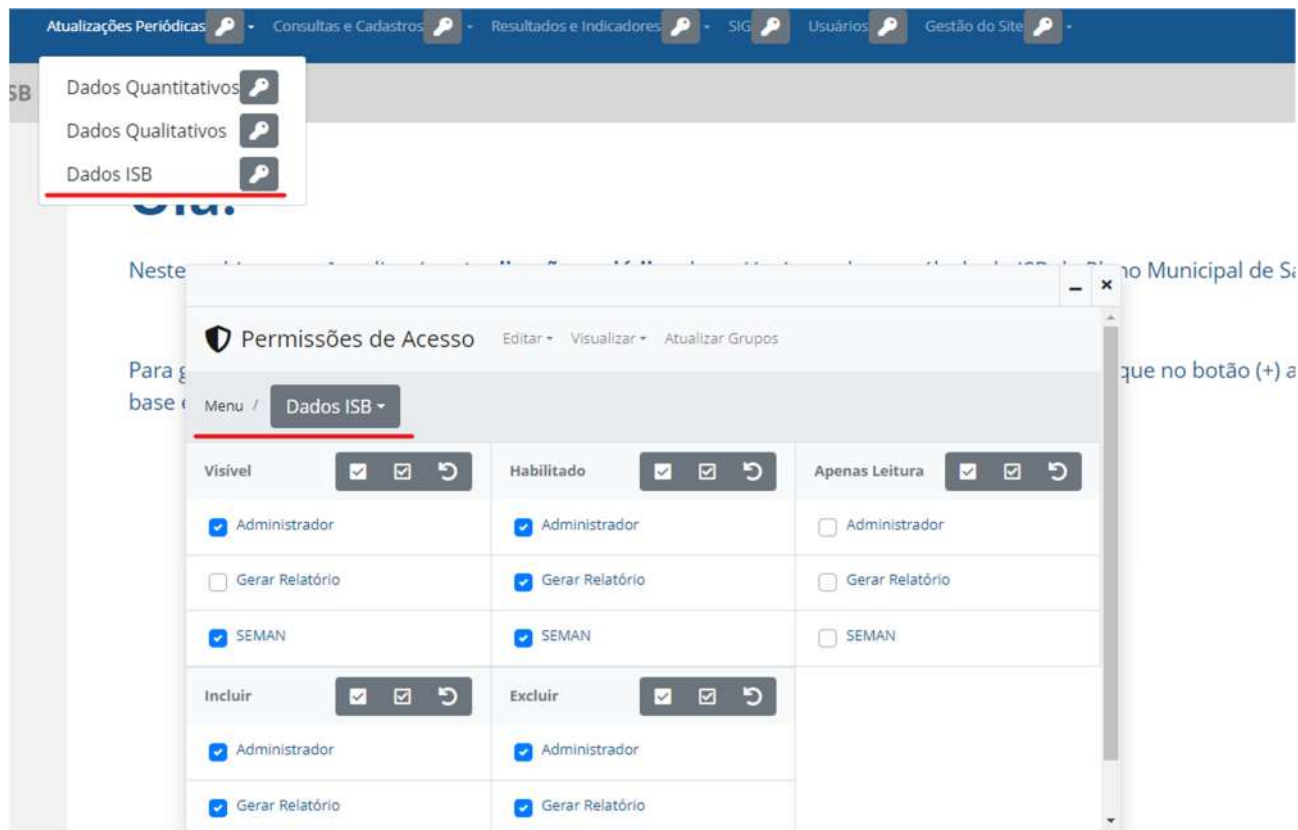 Atualizações Periódicas Consultas e Cadastros Resultados e Indicadores SIG Usuários Gestão do Site
SB
Dados Quantitativos
Dados Qualitativos
Dados ISB
Neste no Municipal de Sa
Permissões de Acesso Editar Visualizar Atualizar Grupos
Para g que no botão (+) a
base e
Menu / Dados ISB
Visível Habilitado Apenas Leitura
Administrador Administrador Administrador
Gerar Relatório Gerar Relatório Gerar Relatório
SEMAN SEMAN SEMAN
Incluir Excluir
Administrador Administrador
Gerar Relatório Gerar Relatório